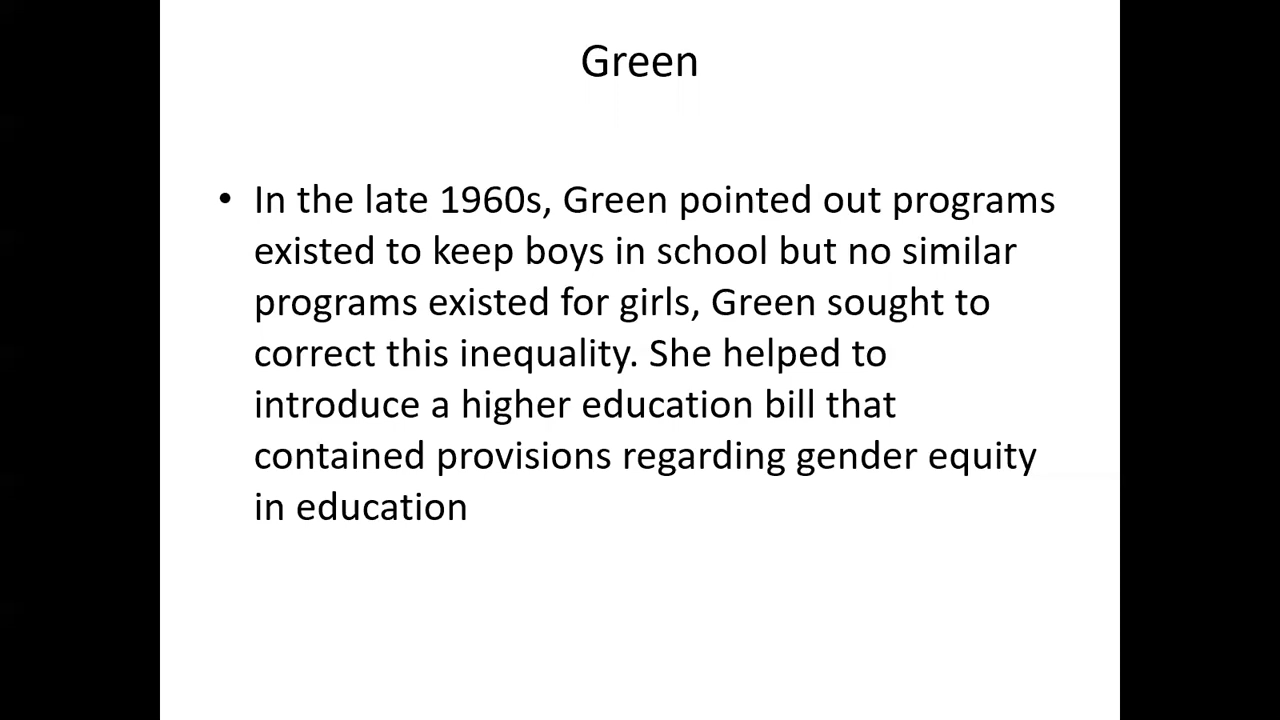 Green
• In the late 1960s, Green pointed out programs
existed to keep boys in school but no similar
programs existed for girls, Green sought to
correct this inequality. She helped to
introduce a higher education bill that
contained provisions regarding gender equity
in education